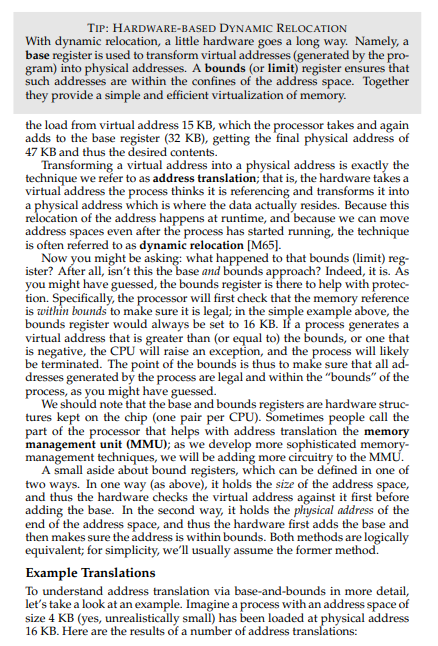 TIP: HARDWARE-BASED DYNAMIC RELOCATION
With dynamic relocation, a little hardware goes a long way. Namely, a
base register is used to transform virtual addresses (generated by the pro-
gram) into physical addresses. A bounds (or limit) register ensures that
such addresses are within the confines of the address space. Together
they provide a simple and efficient virtualization of memory.
the load from virtual address 15 KB, which the processor takes and again
adds to the base register (32 KB), getting the final physical address of
47 KB and thus the desired contents.
Transforming a virtual address into a physical address is exactly the
technique we refer to as address translation; that is, the hardware takes a
virtual address the process thinks it is referencing and transforms it into
a physical address which is where the data actually resides. Because this
relocation of the address happens at runtime, and because we can move
address spaces even after the process has started running, the technique
is often referred to as dynamic relocation [M65].
Now you might be asking: what happened to that bounds (limit) reg-
ister? After all, isn't this the base and bounds approach? Indeed, it is. As
you might have guessed, the bounds register is there to help with protec-
tion. Specifically, the processor will first check that the memory reference
is within bounds to make sure it is legal; in the simple example above, the
bounds register would always be set to 16 KB. If a process generates a
virtual address that is greater than (or equal to) the bounds, or one that
is negative, the CPU will raise an exception, and the process will likely
be terminated. The point of the bounds is thus to make sure that all ad-
dresses generated by the process are legal and within the "bounds" of the
process, as you might have guessed.
We should note that the base and bounds registers are hardware struc-
tures kept on the chip (one pair per CPU). Sometimes people call the
part of the processor that helps with address translation the memory
management unit (MMU); as we develop more sophisticated memory-
management techniques, we will be adding more circuitry to the MMU.
A small aside about bound registers, which can be defined in one of
two ways. In one way (as above), it holds the size of the address space,
and thus the hardware checks the virtual address against it first before
adding the base. In the second way, it holds the physical address of the
end of the address space, and thus the hardware first adds the base and
then makes sure the address is within bounds. Both methods are logically
equivalent; for simplicity, we'll usually assume the former method.
Example Translations
To understand address translation via base-and-bounds in more detail,
let's take a look at an example. Imagine a process with an address space of
size 4 KB (yes, unrealistically small) has been loaded at physical address
16 KB. Here are the results of a number of address translations: